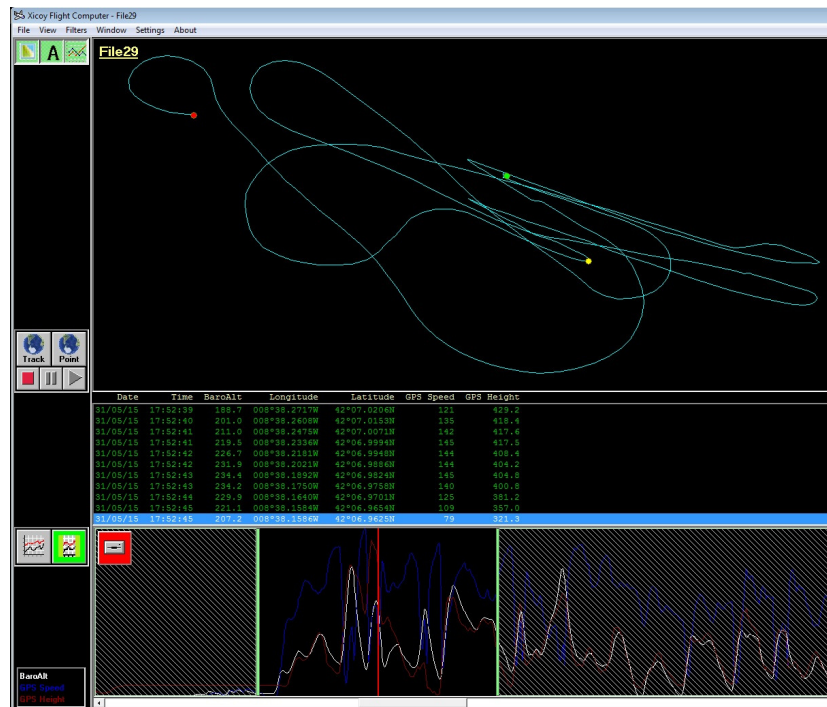 Xicoy Flight Computer - File29
File View Filters Window Settings About
A
File29
Track Point
Date Time BaroAlt Longitude Latitude GPS Speed GPS Height
31/05/15 17:52:39 188.7 008°38.2717W 42°07.0206N 121 429.2
31/05/15 17:52:40 201.0 008°38.2608W 42°07.0153N 135 418.4
31/05/15 17:52:41 211.0 008°38.2475W 42°07.0071N 142 417.6
31/05/15 17:52:41 219.5 008°38.2336W 42°06.9994N 145 417.5
31/05/15 17:52:42 226.7 008°38.2181W 42°06.9948N 144 408.4
31/05/15 17:52:42 231.9 008°38.2021W 42°06.9886N 144 404.2
31/05/15 17:52:43 234.4 008°38.1892W 42°06.9824N 145 404.8
31/05/15 17:52:43 234.2 008°38.1750W 42°06.9758N 140 400.8
31/05/15 17:52:44 229.9 008°38.1640W 42°06.9701N 125 381.2
31/05/15 17:52:45 221.1 008°38.1584W 42°06.9654N 109 357.0
31/05/15 17:52:45 207.2 008°38.1586W 42°06.9625N 79 321.3
BaroAlt
GPS Speed
GPS Height